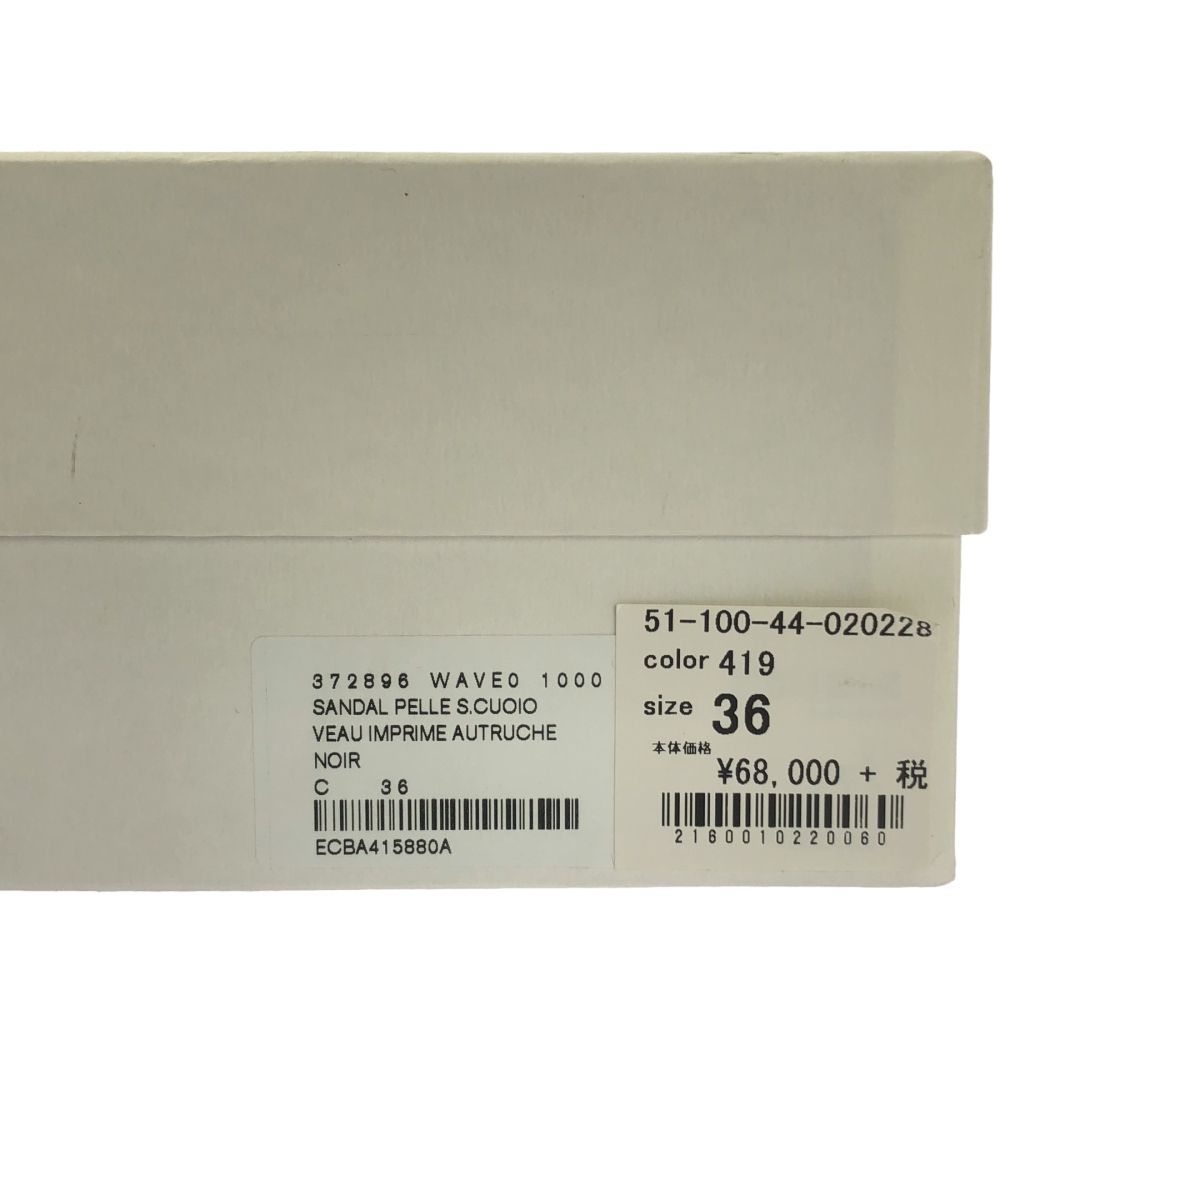 372896 WAVE0 1000
SANDAL PELLE S.CUOIO
VEAU IMPRIME AUTRUCHE
NOIR
C 36
ECBA415880A
51-100-44-020228
color 419
size 36
本体価格
¥68,000 + 税
2160010220060